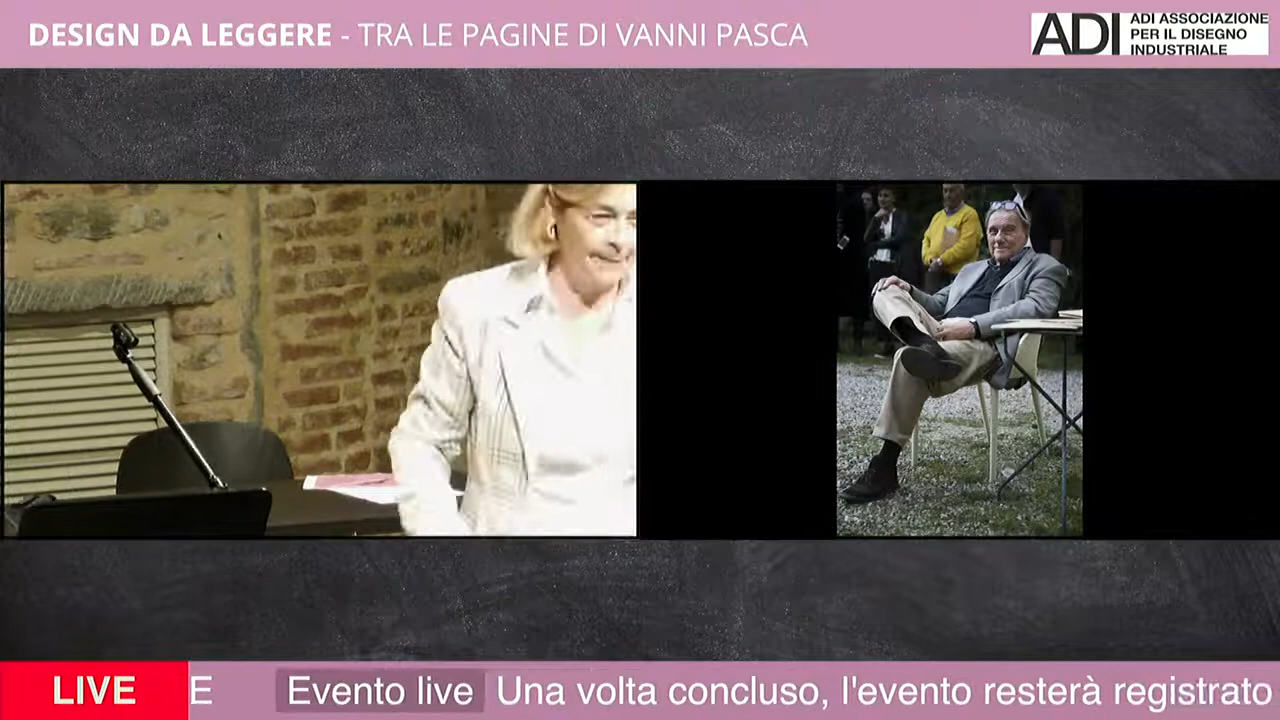 DESIGN DA LEGGERE - TRA LE PAGINE DI VANNI PASCA
ADI
ADI ASSOCIAZIONE
PER IL DISEGNO
INDUSTRIALE
LIVE
E
Evento live
Una volta concluso, l'evento resterà registrato